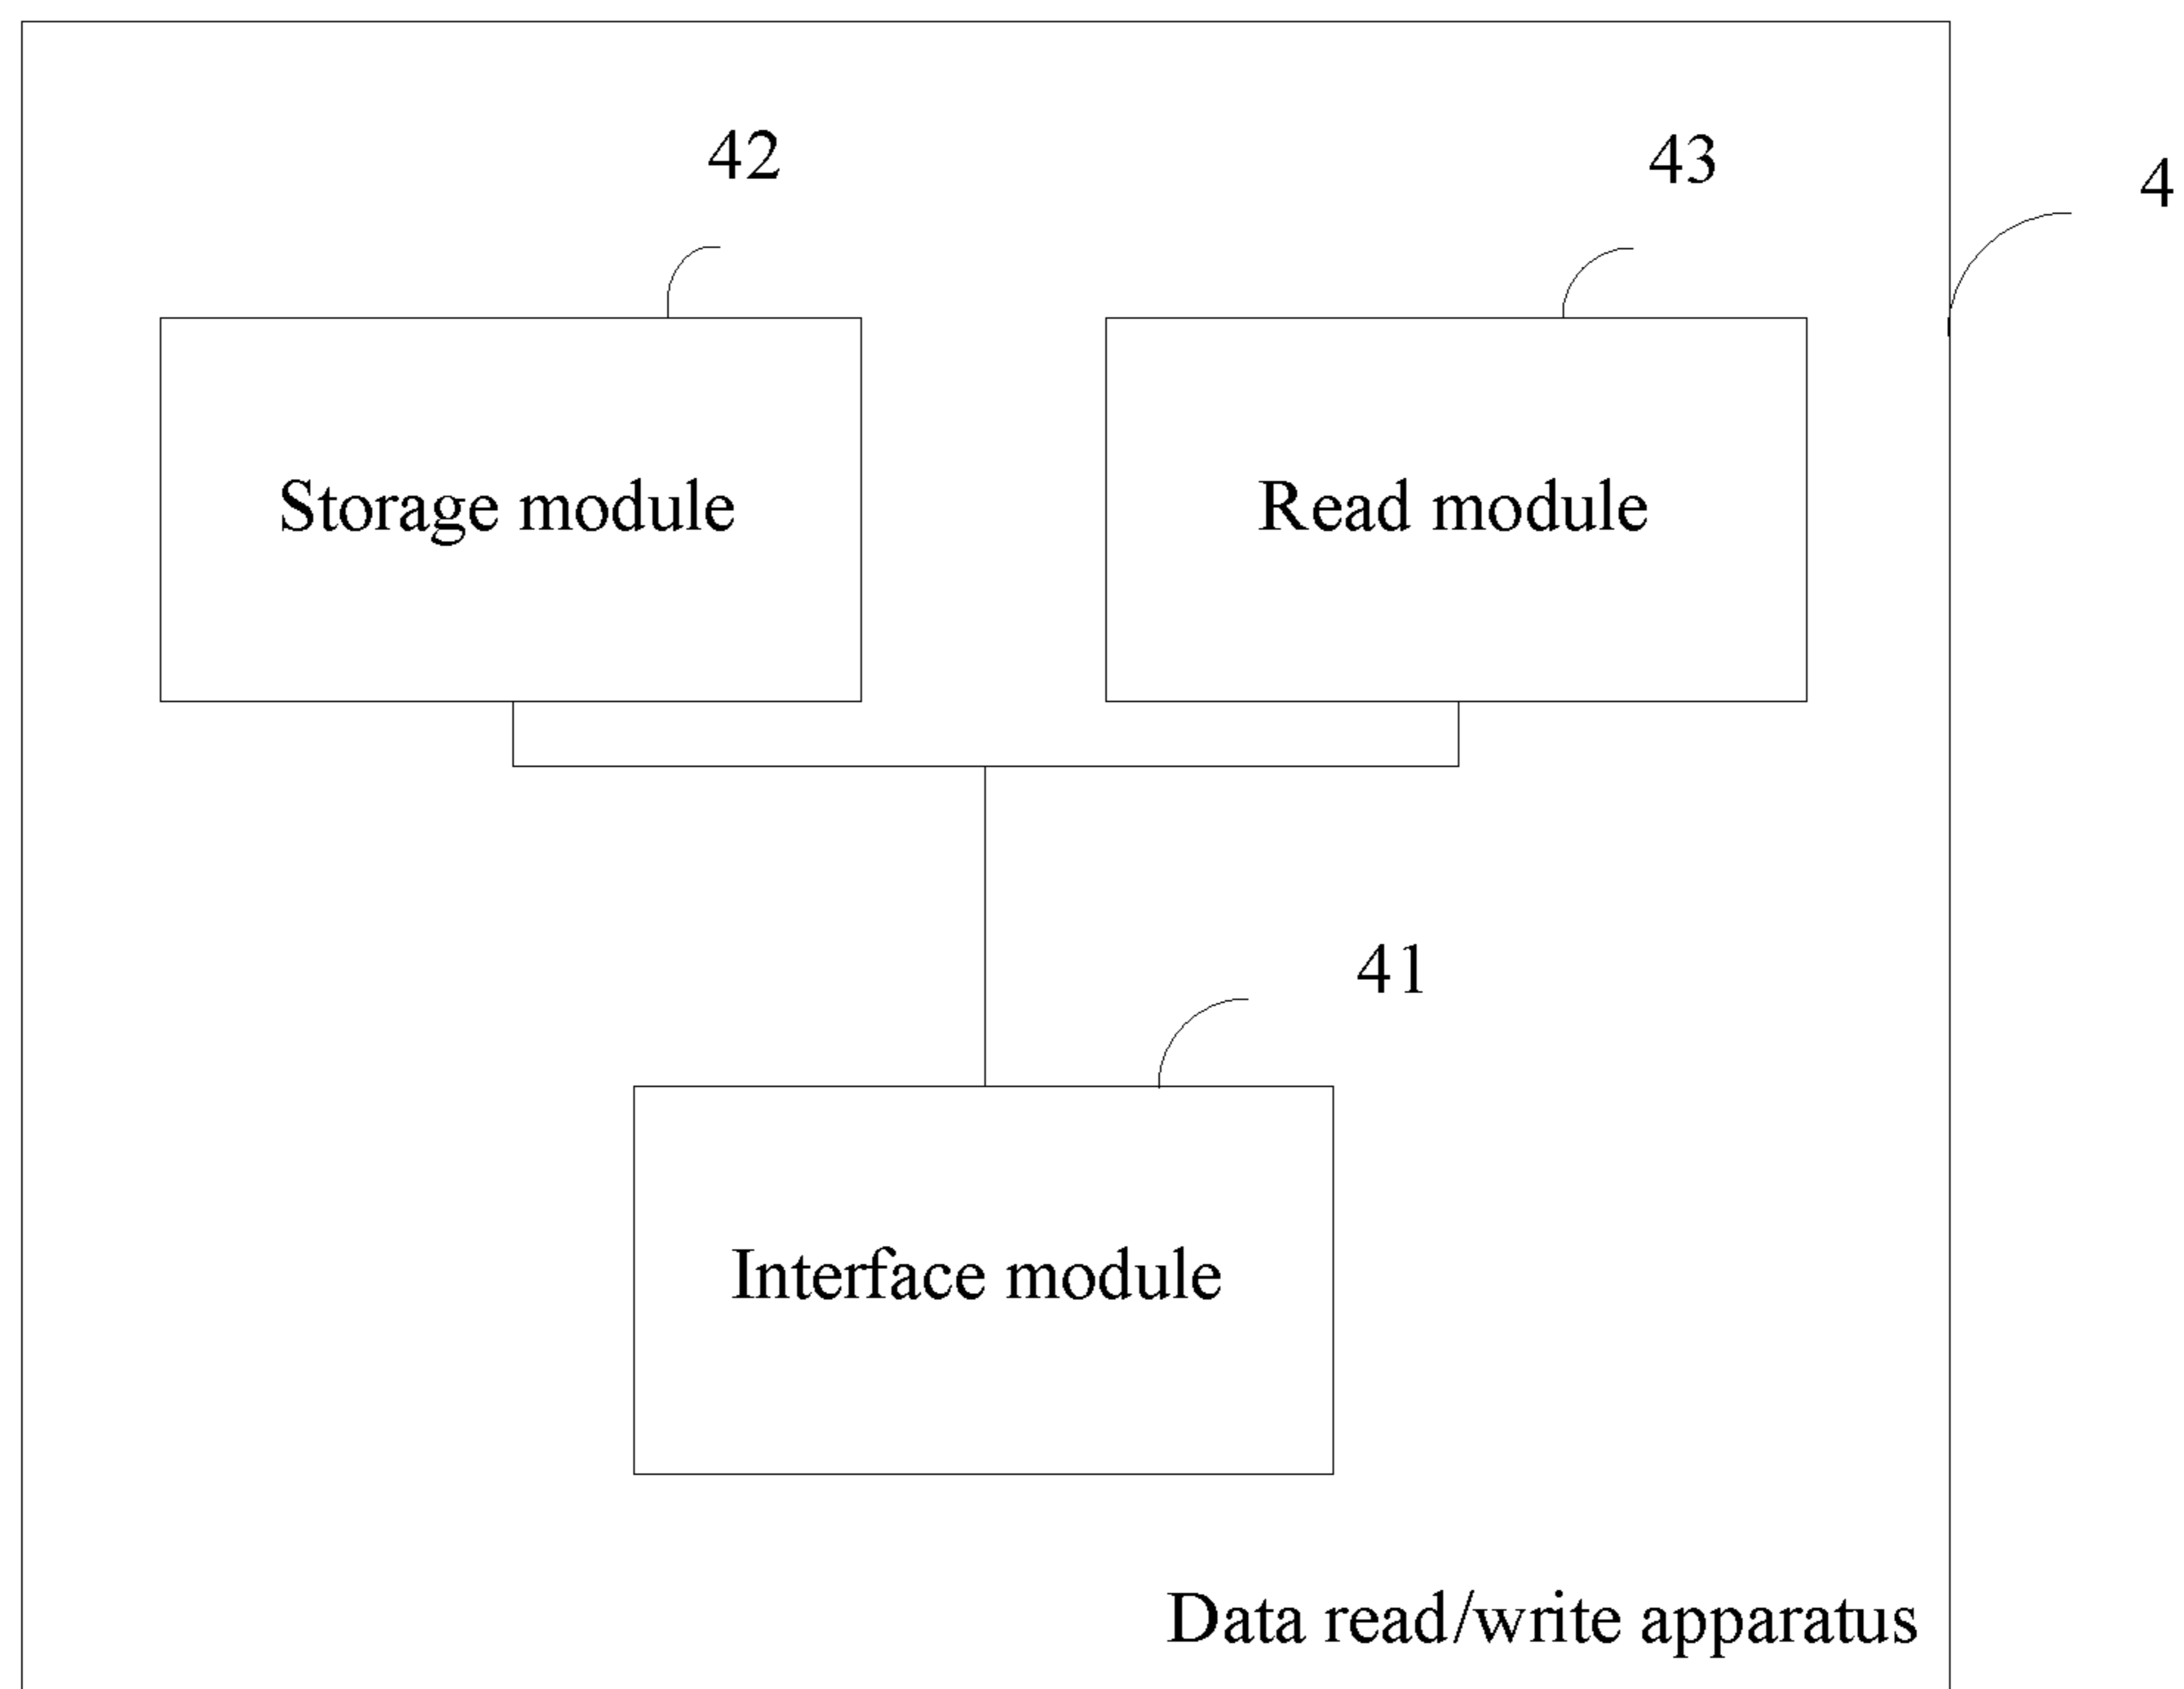 42
43
4
Storage module
Read module
41
Interface module
Data read/write apparatus